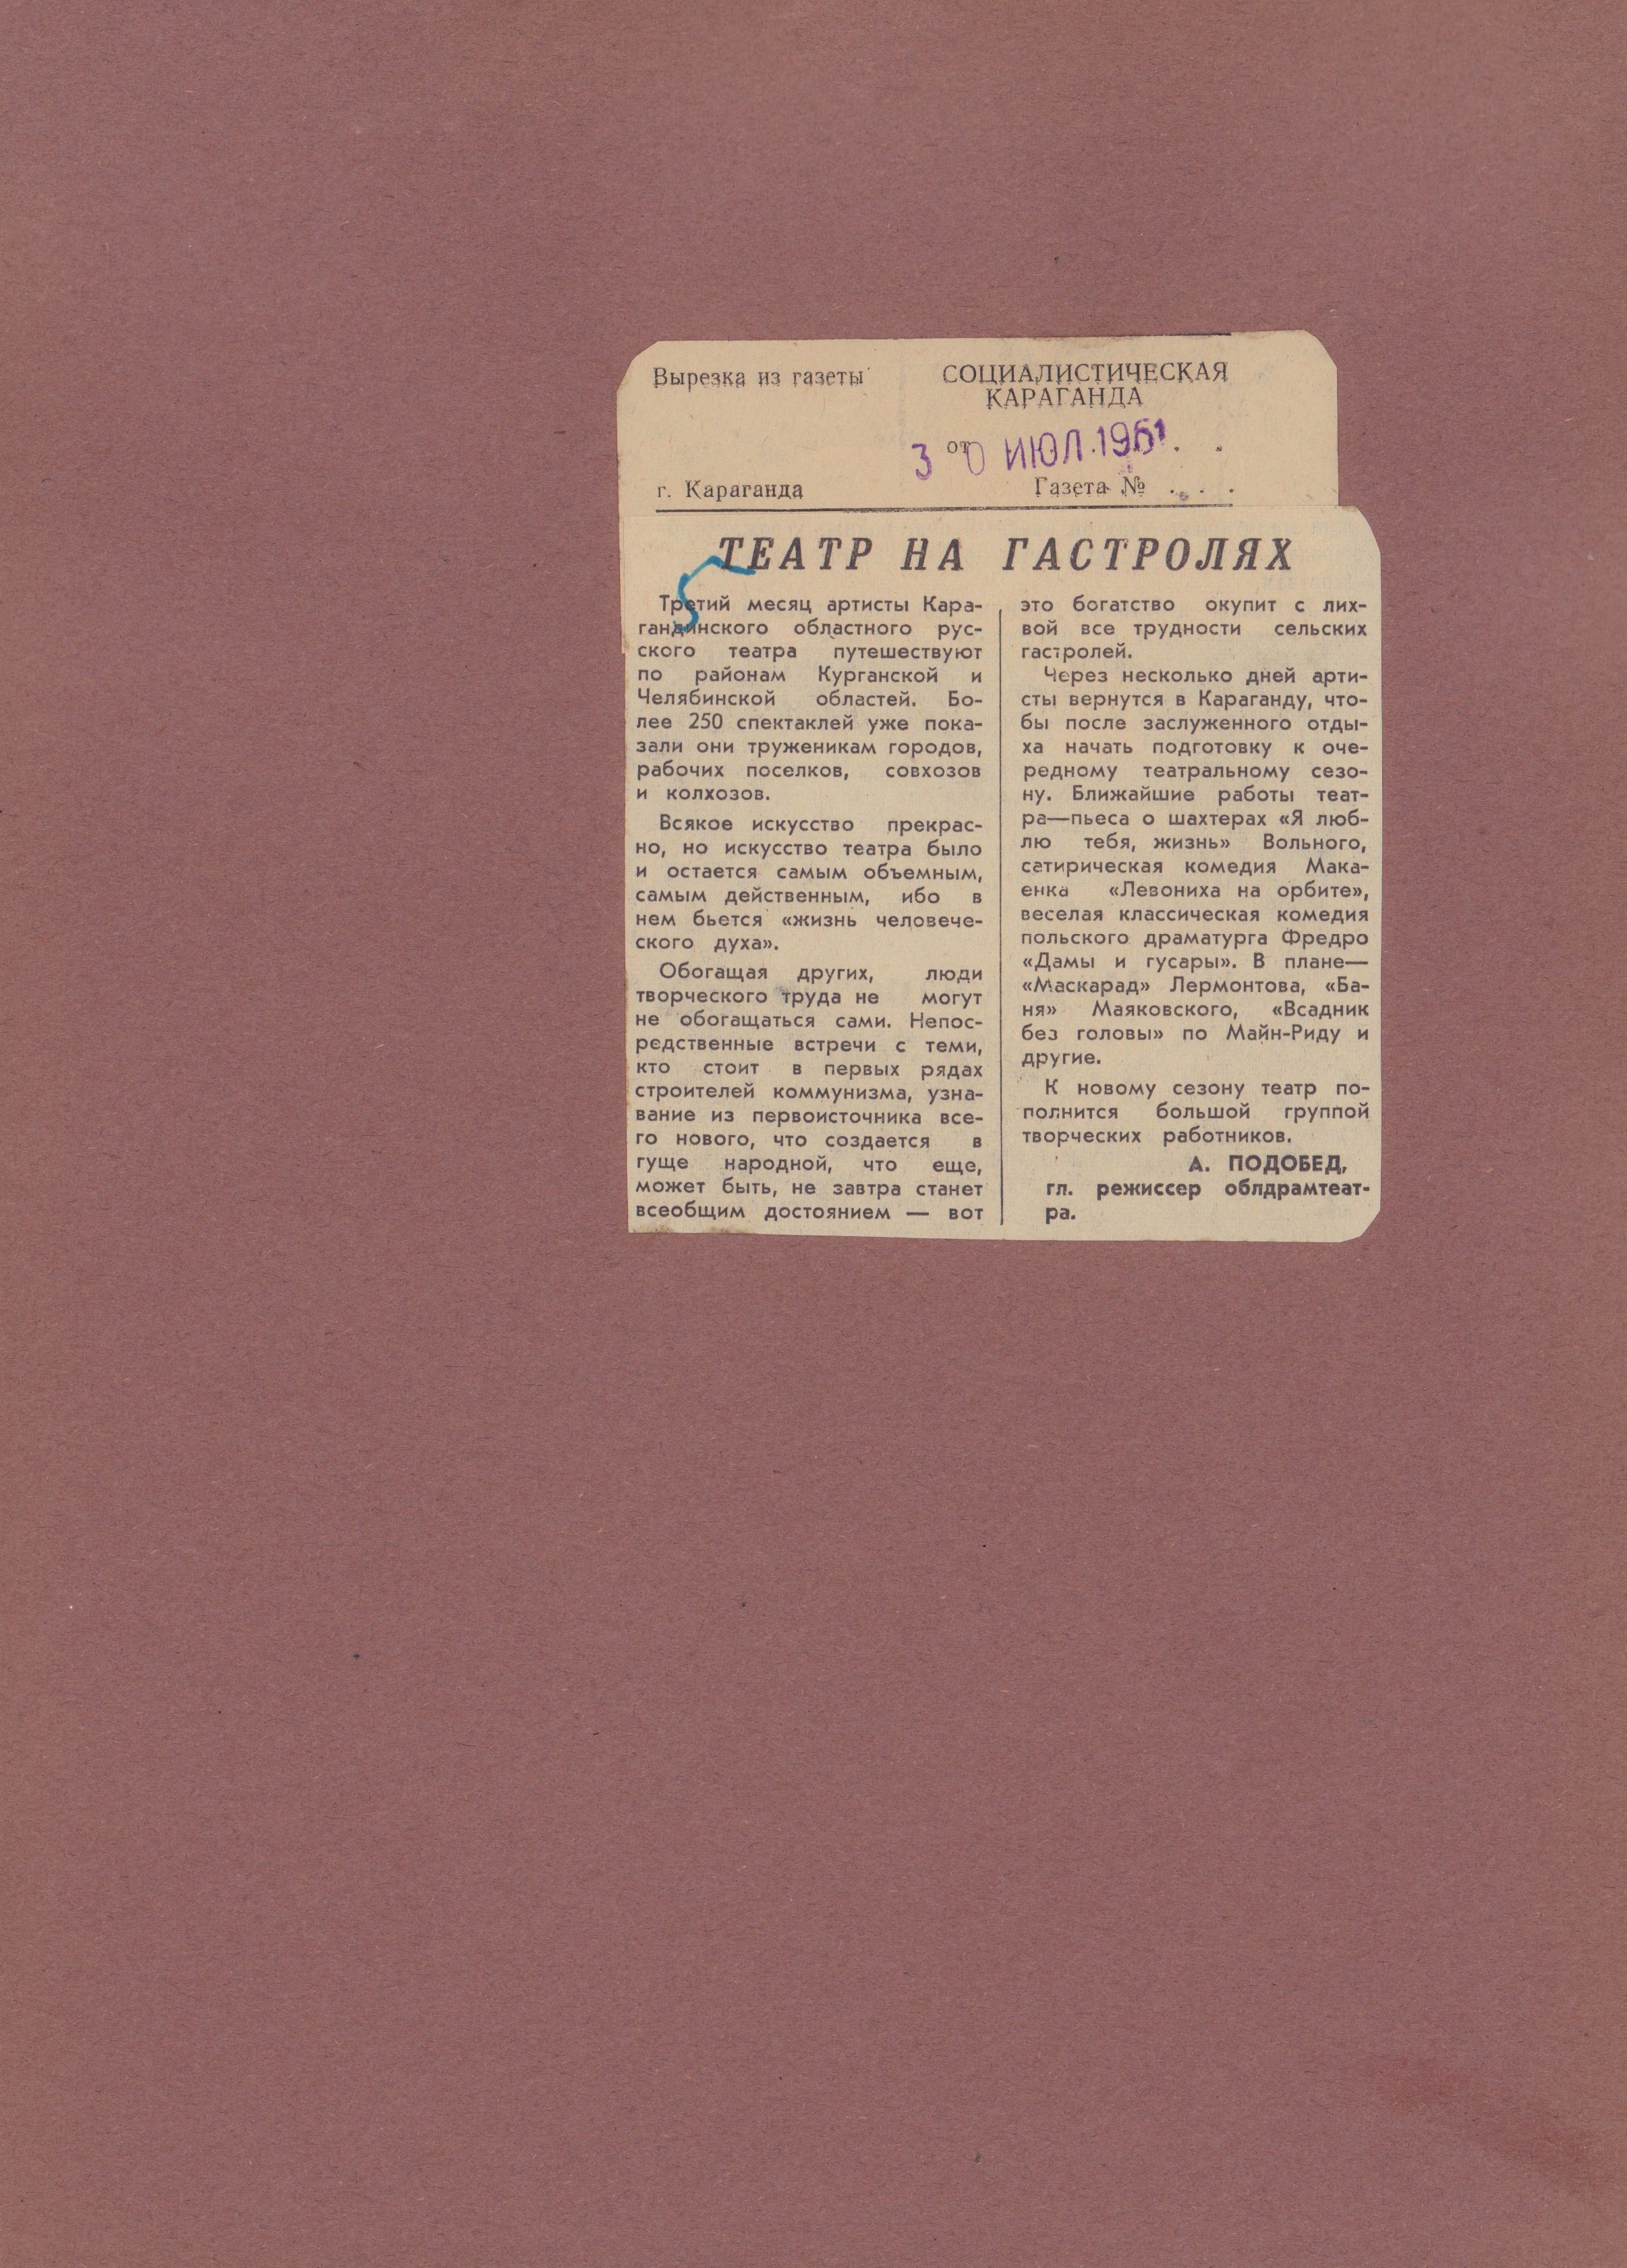 Вырезка из газеты
СОЦИАЛИСТИЧЕСКАЯ
КАРАГАНДА
от
30 ИЮЛ.1961
г. Караганда
Газета № . . . .
ТЕАТР НА ГАСТРОЛЯХ
Третий месяц артисты Кара-
гандинского областного рус-
ского театра путешествуют
по районам Курганской и
Челябинской областей. Бо-
лее 250 спектаклей уже пока-
зали они труженикам городов,
рабочих поселков, совхозов
и колхозов.
Всякое искусство прекрас-
но, но искусство театра было
и остается самым объемным,
самым действенным, ибо в
нем бьется «жизнь человече-
ского духа».
Обогащая других, люди
творческого труда не могут
не обогащаться сами. Непос-
редственные встречи с теми,
кто стоит в первых рядах
строителей коммунизма, узна-
вание из первоисточника все-
го нового, что создается в
гуще народной, что еще,
может быть, не завтра станет
всеобщим достоянием — вот
это богатство окупит с лих-
вой все трудности сельских
гастролей.
Через несколько дней арти-
сты вернутся в Караганду, что-
бы после заслуженного отды-
ха начать подготовку к оче-
редному театральному сезо-
ну. Ближайшие работы теат-
ра—пьеса о шахтерах «Я люб-
лю тебя, жизнь» Вольного,
сатирическая комедия Мака-
енка «Левониха на орбите»,
веселая классическая комедия
польского драматурга Фредро
«Дамы и гусары». В плане—
«Маскарад» Лермонтова, «Ба-
ня» Маяковского, «Всадник
без головы» по Майн-Риду и
другие.
К новому сезону театр по-
полнится большой группой
творческих работников.
А. ПОДОБЕД,
гл. режиссер облдрамтеат-
ра.